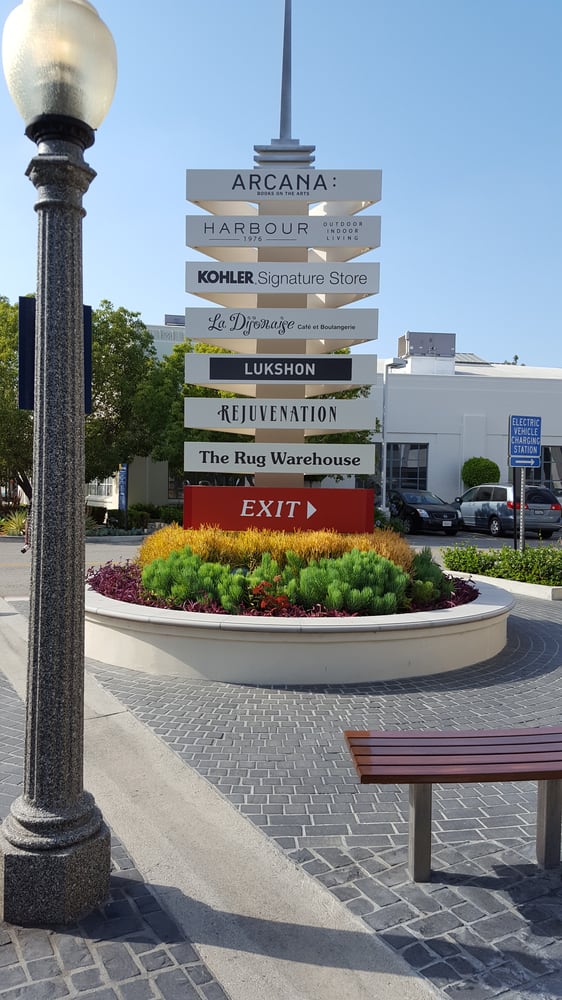 ARCANA:
BOOKS ON THE ARTS
HARBOUR
1976
OUTDOOR
INDOOR
LIVING
KOHLER Signature Store
La Dijonaise Café et Boulangerie
LUKSHON
REJUVENATION
The Rug Warehouse
EXIT
ELECTRIC
VEHICLE
CHARGING
STATION